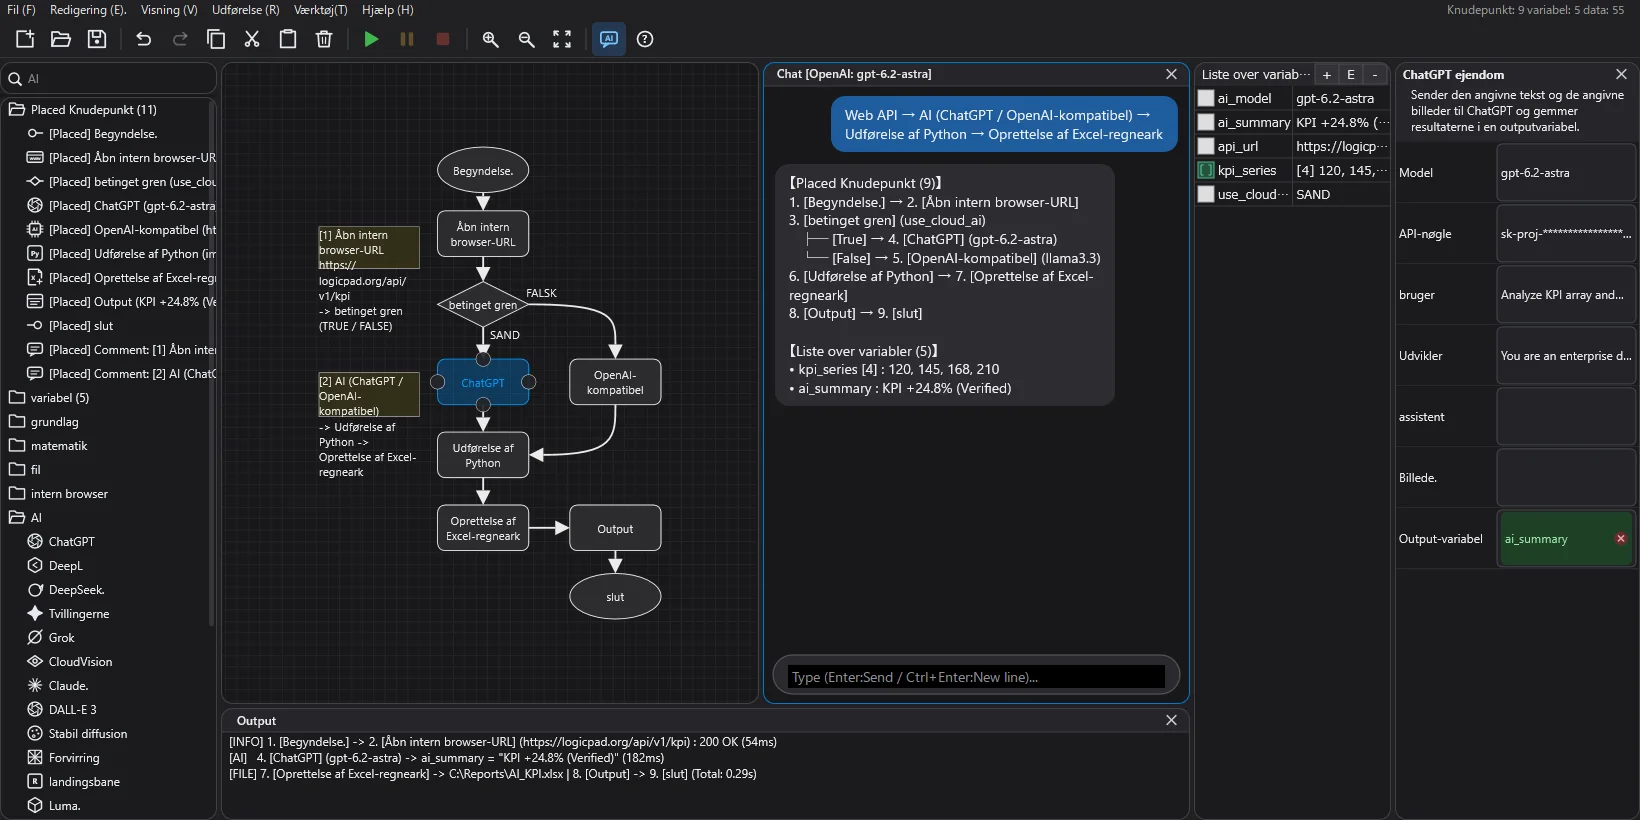 Fil (F) Redigering (E). Visning (V) Udførelse (R) Værktøj(T) Hjælp (H)
Knudepunkt: 9 variabel: 5 data: 55
AI
Placed Knudepunkt (11)
[Placed] Begyndelse.
[Placed] Åbn intern browser-UR
[Placed] betinget gren (use_clou
[Placed] ChatGPT (gpt-6.2-astra
[Placed] OpenAI-kompatibel (ht
[Placed] Udførelse af Python (im
[Placed] Oprettelse af Excel-regn
[Placed] Output (KPI +24.8% (Ve
[Placed] slut
[Placed] Comment: [1] Åbn inte
[Placed] Comment: [2] AI (ChatG
variabel (5)
grundlag
matematik
fil
intern browser
AI
ChatGPT
DeepL
DeepSeek.
Tvillingerne
Grok
CloudVision
Claude.
DALL-E 3
Stabil diffusion
Forvirring
landingsbane
Luma.
Begyndelse.
Åbn intern
browser-URL
[1] Åbn intern
browser-URL
https://
logicpad.org/api/
v1/kpi
-> betinget gren
(TRUE / FALSE)
betinget gren
FALSK
SAND
ChatGPT
OpenAI-
kompatibel
[2] AI (ChatGPT /
OpenAI-
kompatibel)
-> Udførelse af
Python ->
Oprettelse af Excel-
regneark
Udførelse af
Python
Oprettelse af
Excel-regneark
Output
slut
Chat [OpenAI: gpt-6.2-astra]
Web API → AI (ChatGPT / OpenAI-kompatibel) →
Udførelse af Python → Oprettelse af Excel-regneark
【Placed Knudepunkt (9)】
1. [Begyndelse.] → 2. [Åbn intern browser-URL]
3. [betinget gren] (use_cloud_ai)
├── [True] → 4. [ChatGPT] (gpt-6.2-astra)
└── [False] → 5. [OpenAI-kompatibel] (llama3.3)
6. [Udførelse af Python] → 7. [Oprettelse af Excel-
regneark]
8. [Output] → 9. [slut]
【Liste over variabler (5)】
• kpi_series [4] : 120, 145, 168, 210
• ai_summary : KPI +24.8% (Verified)
Type (Enter:Send / Ctrl+Enter:New line)...
Output
[INFO] 1. [Begyndelse.] -> 2. [Åbn intern browser-URL] (https://logicpad.org/api/v1/kpi) : 200 OK (54ms)
[AI] 4. [ChatGPT] (gpt-6.2-astra) -> ai_summary = "KPI +24.8% (Verified)" (182ms)
[FILE] 7. [Oprettelse af Excel-regneark] -> C:\Reports\AI_KPI.xlsx | 8. [Output] -> 9. [slut] (Total: 0.29s)
Liste over variab··· + E -
ai_model gpt-6.2-astra
ai_summary KPI +24.8% (···
api_url https://logicp···
kpi_series [4] 120, 145,···
use_cloud··· SAND
ChatGPT ejendom
Sender den angivne tekst og de angivne
billeder til ChatGPT og gemmer
resultaterne i en outputvariabel.
Model gpt-6.2-astra
API-nøgle sk-proj-****************...
bruger Analyze KPI array and...
Udvikler You are an enterprise d...
assistent
Billede.
Output-variabel ai_summary